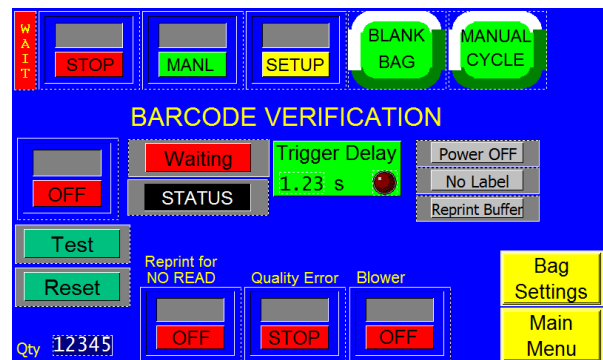 WAIT
STOP
MANL
SETUP
BLANK
BAG
MANUAL
CYCLE
BARCODE VERIFICATION
OFF
Waiting
STATUS
Trigger Delay
1.23 s
Power OFF
No Label
Reprint Buffer
Test
Reset
Reprint for
NO READ
OFF
Quality Error
STOP
Blower
OFF
Bag
Settings
Main
Menu
Qty 12345